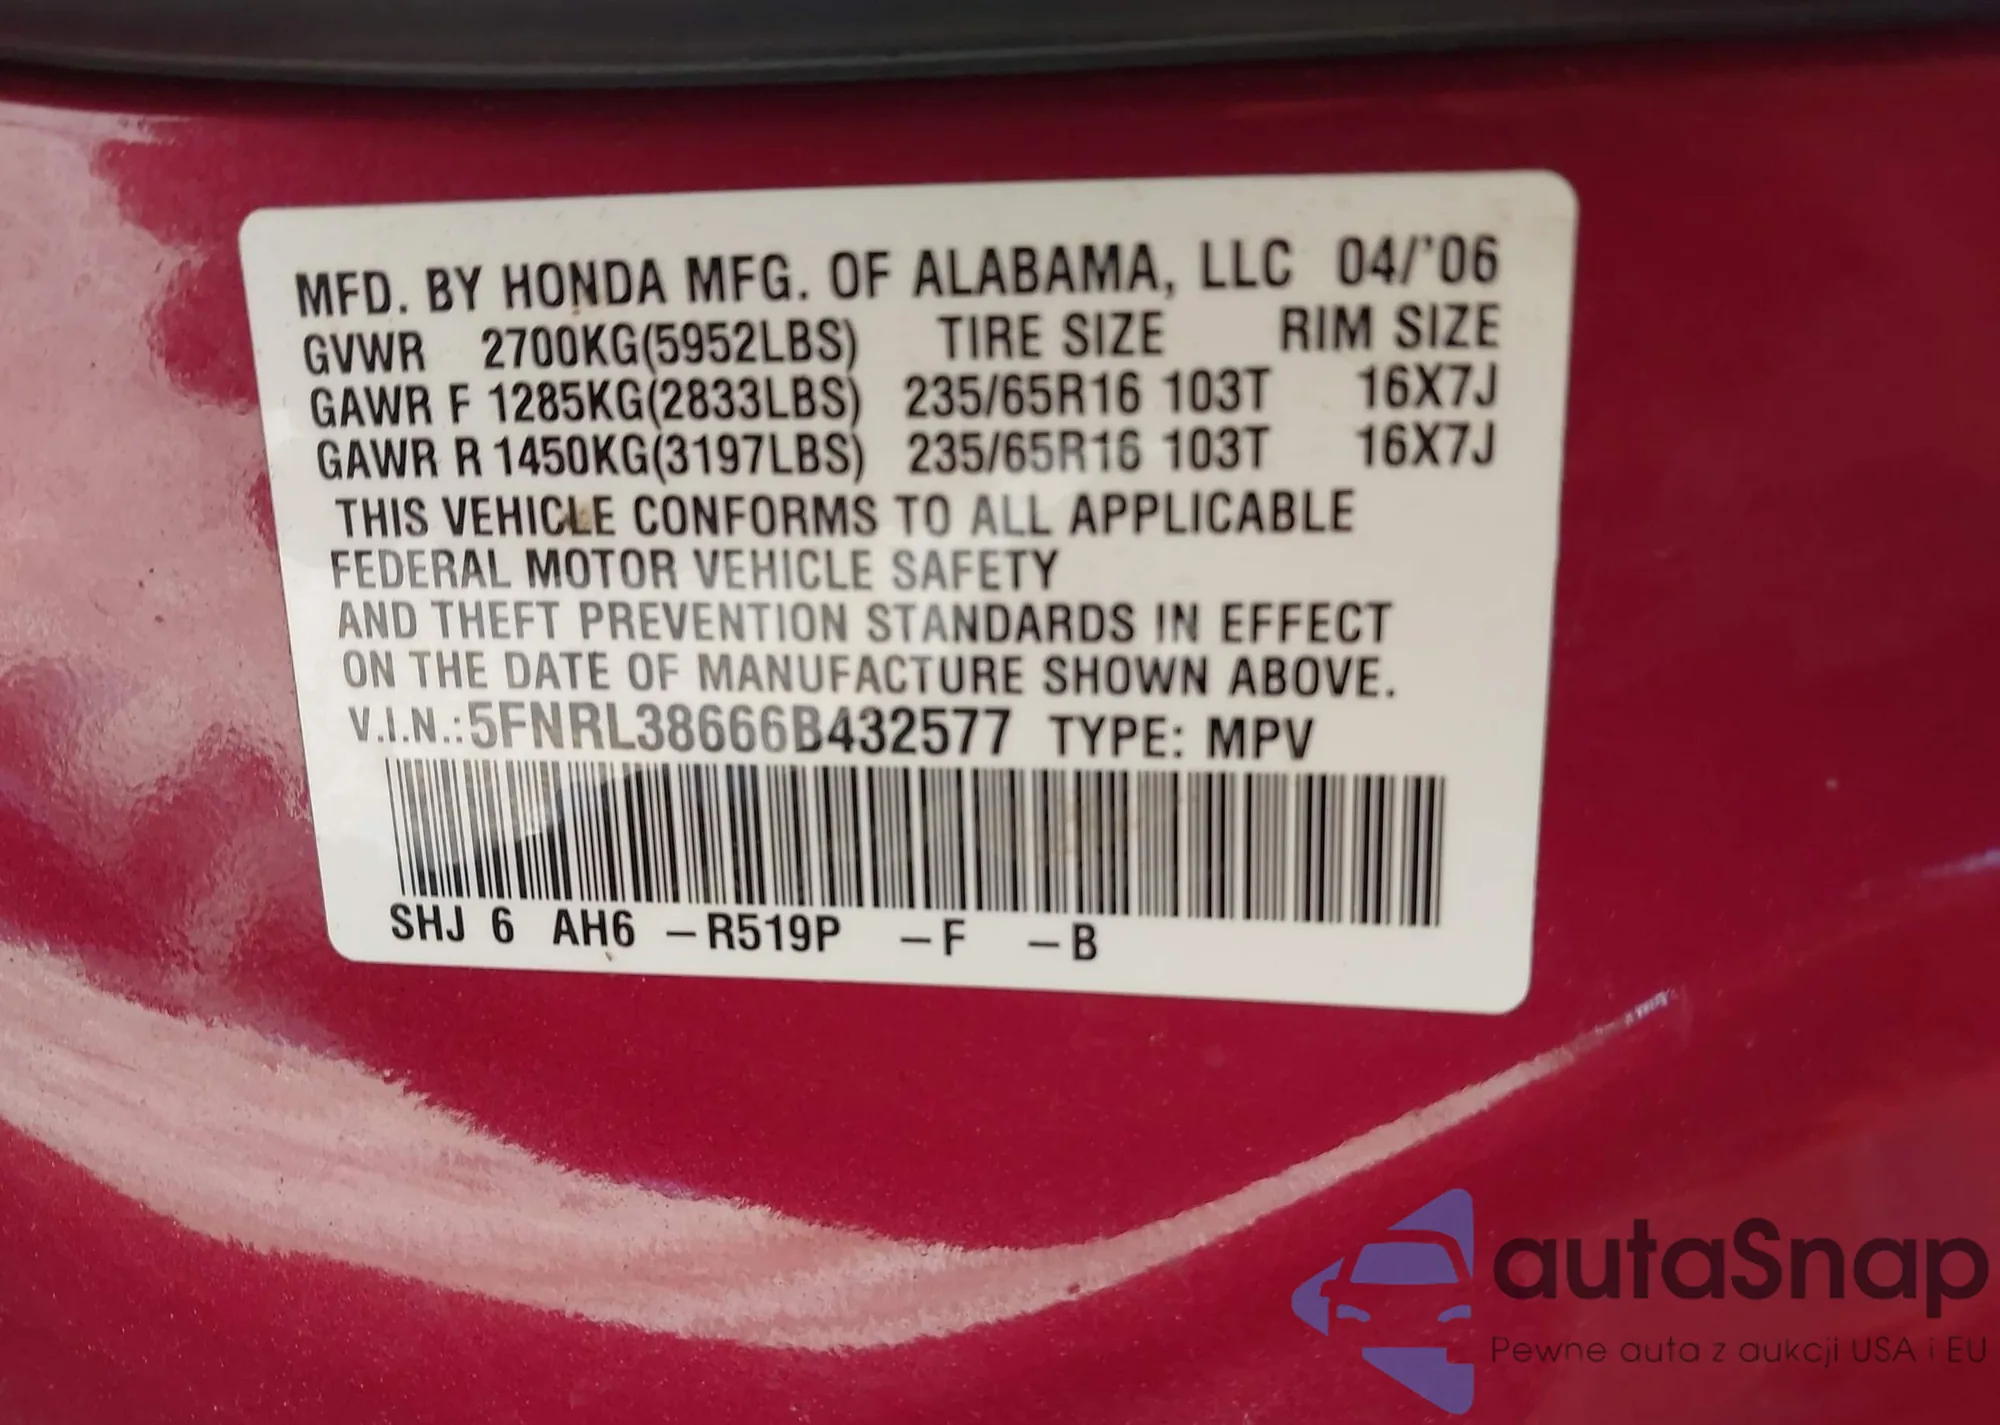 MFD. BY HONDA MFG. OF ALABAMA, LLC 04/'06
GVWR 2700KG(5952LBS) TIRE SIZE RIM SIZE
GAWR F 1285KG(2833LBS) 235/65R16 103T 16X7J
GAWR R 1450KG(3197LBS) 235/65R16 103T 16X7J
THIS VEHICLE CONFORMS TO ALL APPLICABLE
FEDERAL MOTOR VEHICLE SAFETY
AND THEFT PREVENTION STANDARDS IN EFFECT
ON THE DATE OF MANUFACTURE SHOWN ABOVE.
V.I.N.:5FNRL38666B432577 TYPE: MPV
SHJ 6 AH6 –R519P –F –B
autaSnap
Pewne auta z aukcji USA i EU